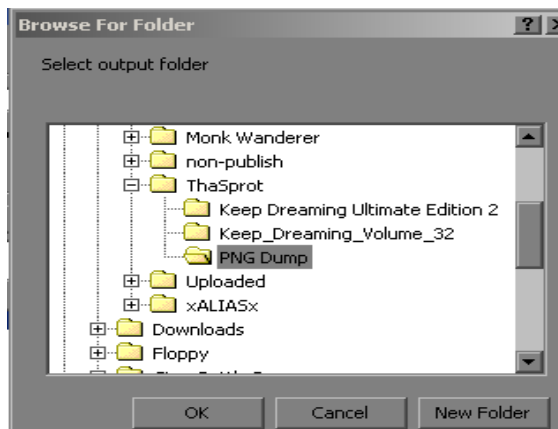 Browse For Folder
Select output folder
Monk Wanderer
non-publish
ThaSprot
Keep Dreaming Ultimate Edition 2
Keep_Dreaming_Volume_32
PNG Dump
Uploaded
xALIASx
Downloads
Floppy
OK Cancel New Folder